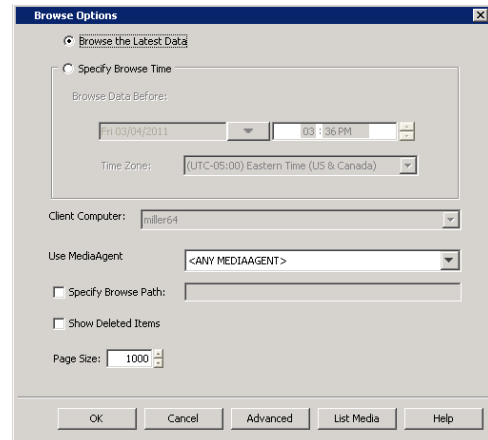 Browse Options
Browse the Latest Data
Specify Browse Time
Browse Data Before:
Fri 03/04/2011 03 : 36 PM
Time Zone: (UTC-05:00) Eastern Time (US & Canada)
Client Computer: miller64
Use MediaAgent <ANY MEDIAAGENT>
Specify Browse Path:
Show Deleted Items
Page Size: 1000
OK Cancel Advanced List Media Help